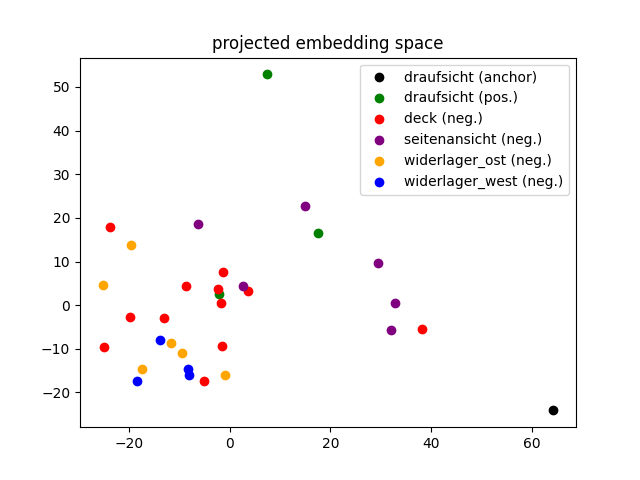 projected embedding space
draufsicht (anchor)
draufsicht (pos.)
deck (neg.)
seitenansicht (neg.)
widerlager_ost (neg.)
widerlager_west (neg.)
50
40
30
20
10
0
−10
−20
−20 0 20 40 60